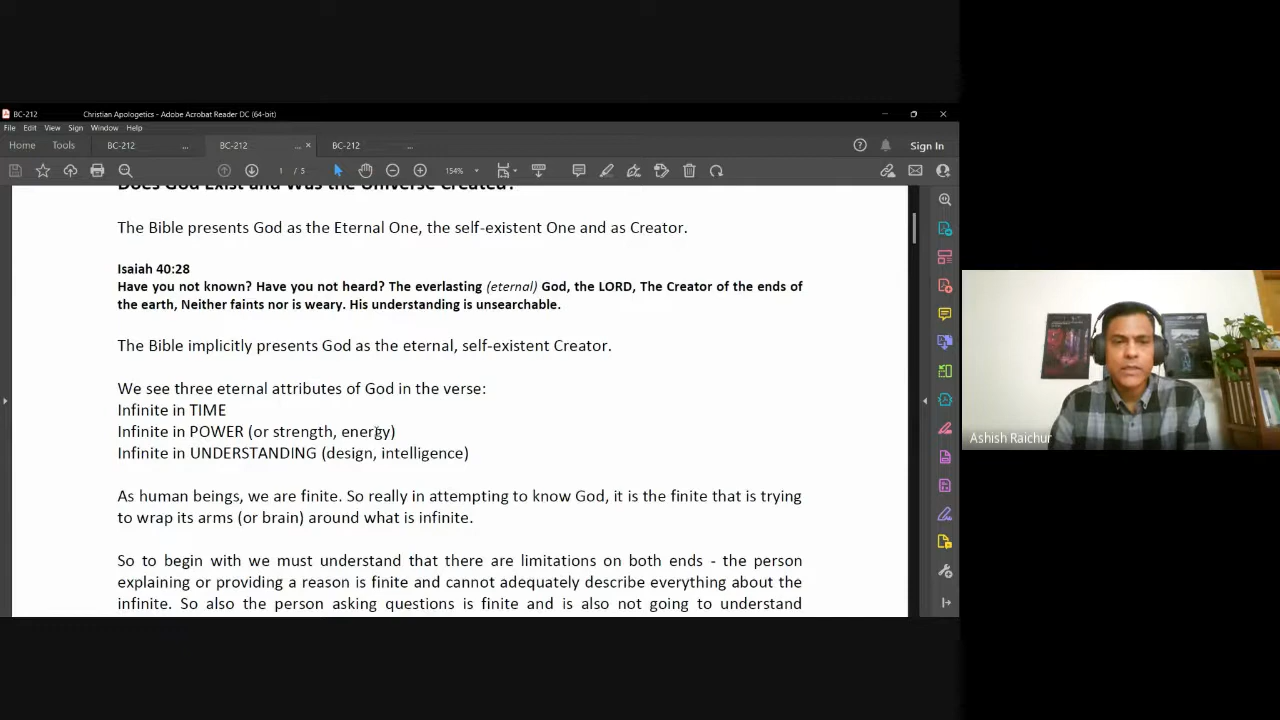 BC-212 Christian Apologetics - Adobe Acrobat Reader DC (64-bit)
File Edit View Sign Window Help
Home Tools BC-212 ... BC-212 ... × BC-212 ... Sign In
1 / 5 154%
Does God Exist and Was the Universe Created?
The Bible presents God as the Eternal One, the self-existent One and as Creator.
Isaiah 40:28
Have you not known? Have you not heard? The everlasting (eternal) God, the LORD, The Creator of the ends of
the earth, Neither faints nor is weary. His understanding is unsearchable.
The Bible implicitly presents God as the eternal, self-existent Creator.
We see three eternal attributes of God in the verse:
Infinite in TIME
Infinite in POWER (or strength, energy)
Infinite in UNDERSTANDING (design, intelligence)
As human beings, we are finite. So really in attempting to know God, it is the finite that is trying
to wrap its arms (or brain) around what is infinite.
So to begin with we must understand that there are limitations on both ends - the person
explaining or providing a reason is finite and cannot adequately describe everything about the
infinite. So also the person asking questions is finite and is also not going to understand
Ashish Raichur